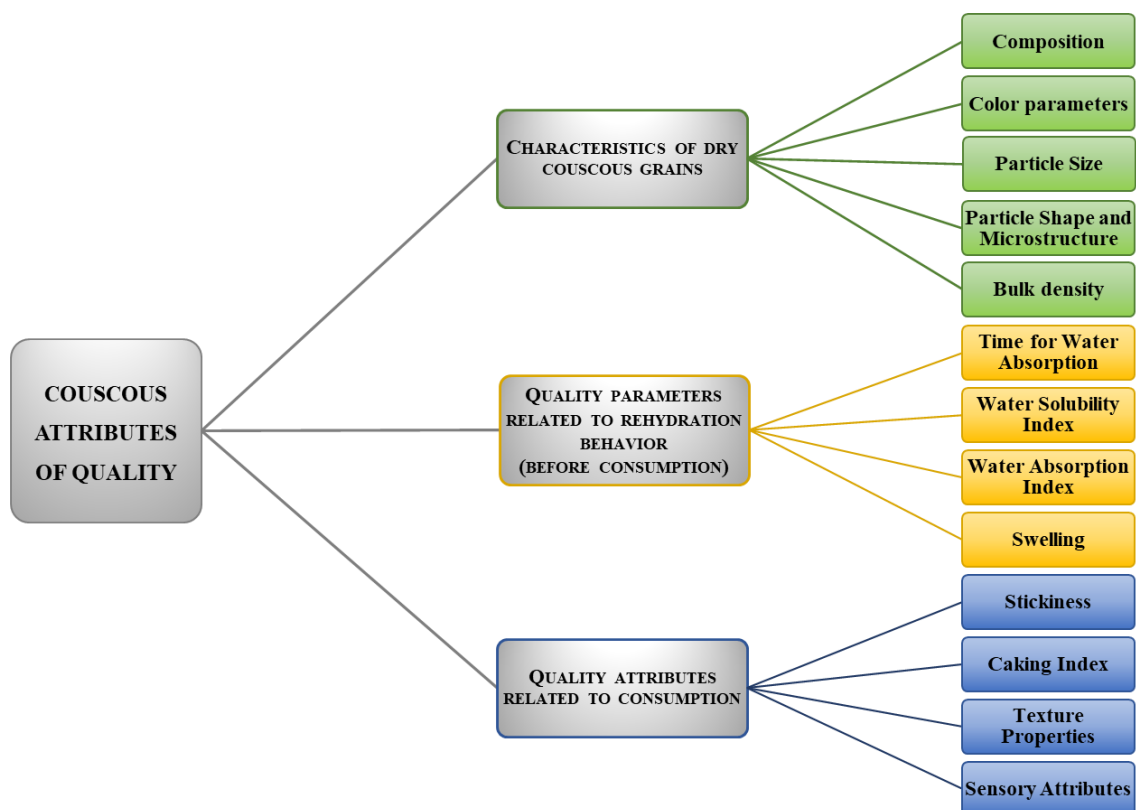 COUSCOUS
ATTRIBUTES
OF QUALITY
CHARACTERISTICS OF DRY
COUSCOUS GRAINS
Composition
Color parameters
Particle Size
Particle Shape and
Microstructure
Bulk density
QUALITY PARAMETERS
RELATED TO REHYDRATION
BEHAVIOR
(BEFORE CONSUMPTION)
Time for Water
Absorption
Water Solubility
Index
Water Absorption
Index
Swelling
QUALITY ATTRIBUTES
RELATED TO CONSUMPTION
Stickiness
Caking Index
Texture
Properties
Sensory Attributes